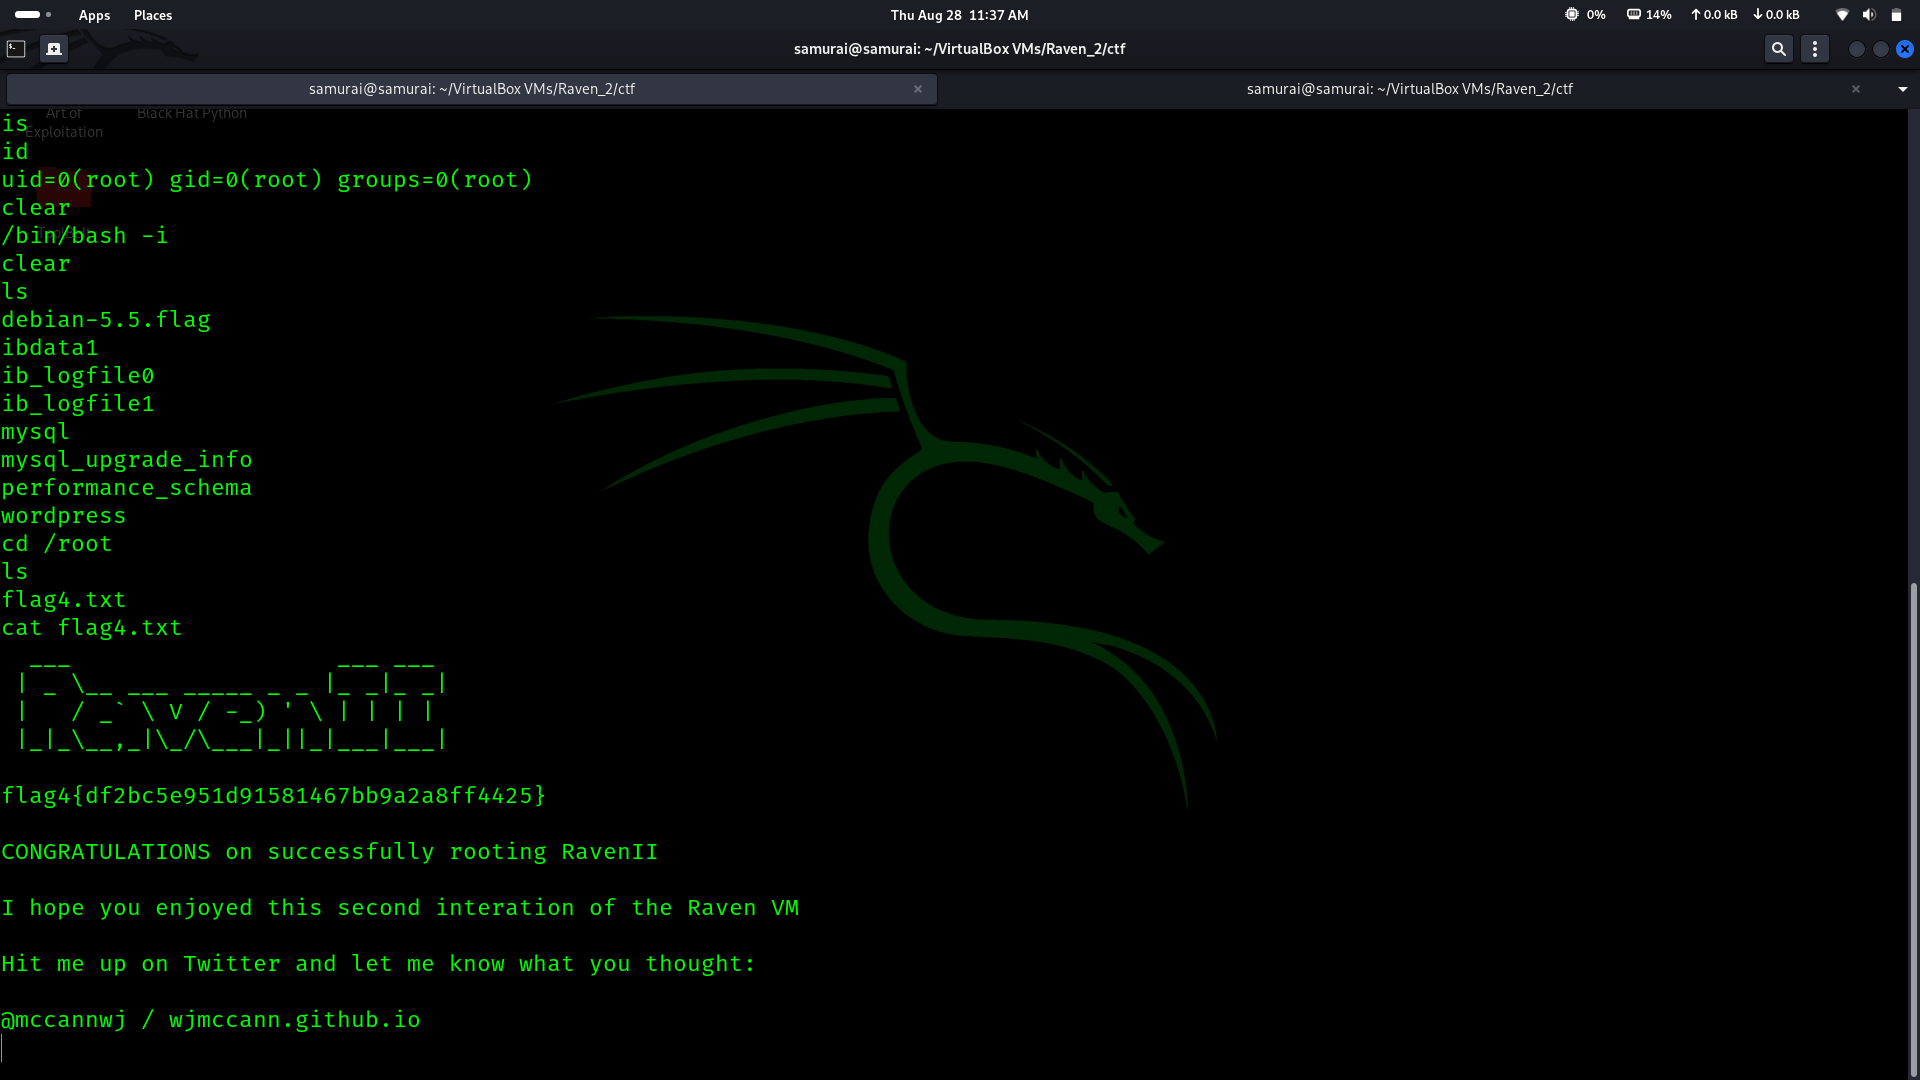 Apps Places Thu Aug 28 11:37 AM 0% 14% 0.0 kB 0.0 kB
samurai@samurai: ~/VirtualBox VMs/Raven_2/ctf
samurai@samurai: ~/VirtualBox VMs/Raven_2/ctf samurai@samurai: ~/VirtualBox VMs/Raven_2/ctf
Art of Exploitation
Black Hat Python
is
id
uid=0(root) gid=0(root) groups=0(root)
clear
/bin/bash -i
clear
ls
debian-5.5.flag
ibdata1
ib_logfile0
ib_logfile1
mysql
mysql_upgrade_info
performance_schema
wordpress
cd /root
ls
flag4.txt
cat flag4.txt
  ___                   ___ ___ 
 | _ \__ ___ _____ _ _ |_ _|_ _|
 |   / _` \ V / -_) ' \ | | | | 
 |_|_\__,_|\_/\___|_||_|___|___|
flag4{df2bc5e951d91581467bb9a2a8ff4425}
CONGRATULATIONS on successfully rooting RavenII
I hope you enjoyed this second interation of the Raven VM
Hit me up on Twitter and let me know what you thought:
@mccannwj / wjmccann.github.io